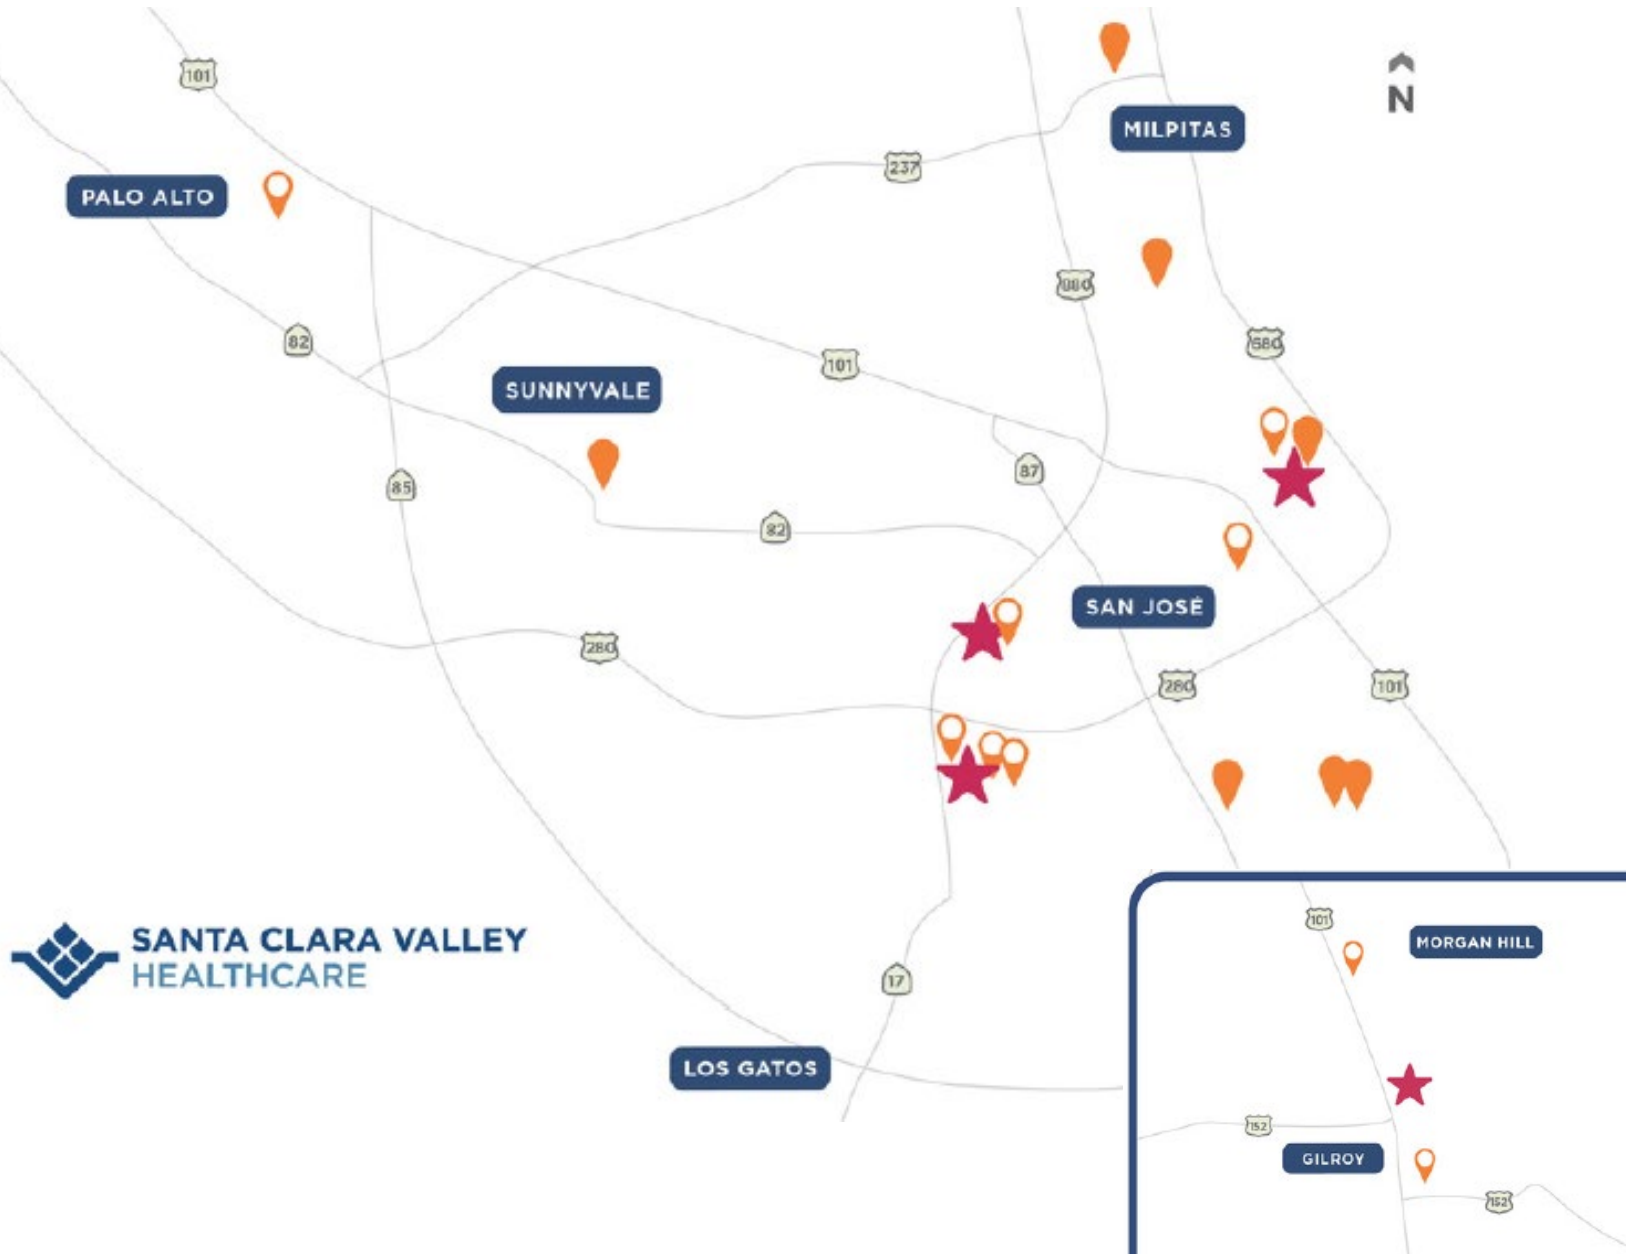 101
MILPITAS
N
237
PALO ALTO
880
82
680
101
SUNNYVALE
87
85
82
SAN JOSÉ
280
280
101
101
MORGAN HILL
SANTA CLARA VALLEY
HEALTHCARE
17
LOS GATOS
152
GILROY
152